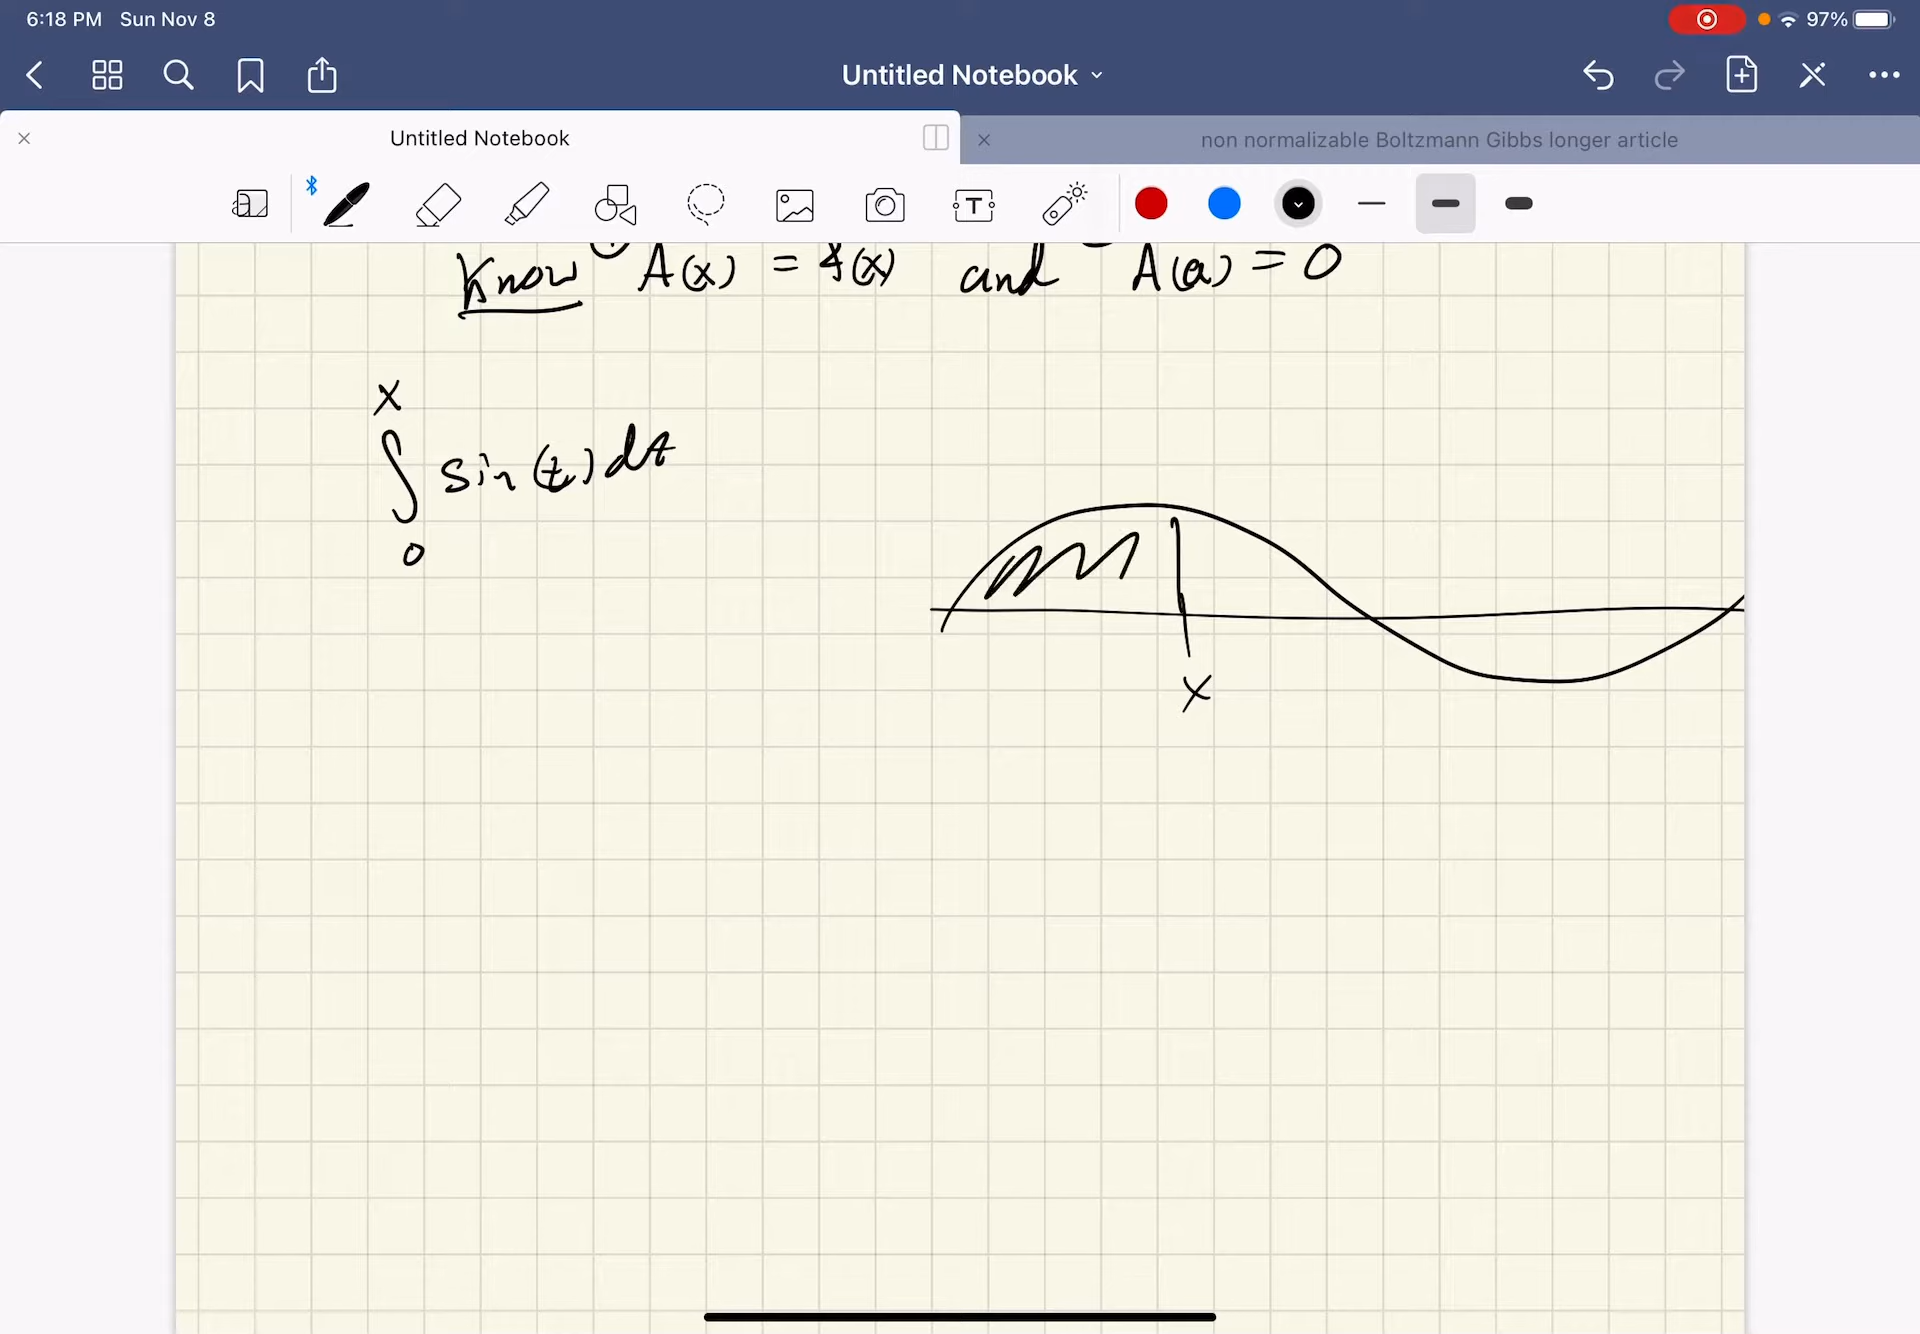 6:18 PM Sun Nov 8
97%
Untitled Notebook
Untitled Notebook
non normalizable Boltzmann Gibbs longer article
T
Know A(x) = f(x) and A(a) = 0
x
∫ sin(t) dt
0
x